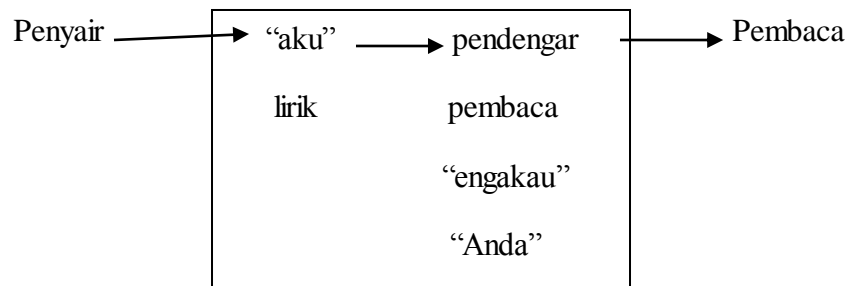 Penyair “aku” pendengar Pembaca
lirik pembaca
“engakau”
“Anda”